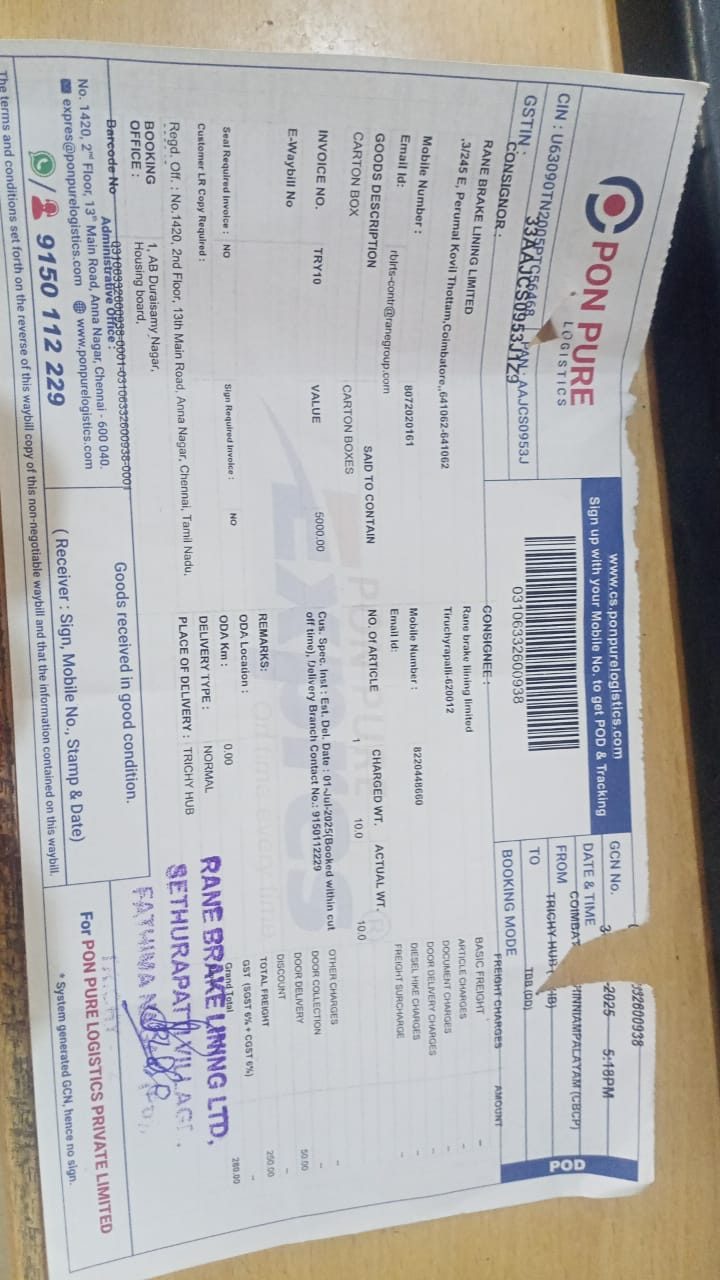 PON PURE
LOGISTICS
CIN : U63090TN2005PTC56468
PAN : AAJCS0953J
GSTIN : 33AAJCS0953J1Z9
www.cs.ponpurelogistics.com
Sign up with your Mobile No. to get POD & Tracking
03106332600938
GCN No.
32600938
DATE & TIME
-2025 5:18PM
FROM
INNIAMPALAYAM (CBCP)
TO
TRICHY HUB
BOOKING MODE
TBB (DD)
POD
CONSIGNOR :
RANE BRAKE LINING LIMITED
,3/245 E, Perumal Kovil Thottam,Coimbatore,,641062-641062
Mobile Number : 8072020161
Email Id: rbirts-contr@ranegroup.com
CONSIGNEE :
Rane brake lining limited
Tiruchyrapalli-620012
Mobile Number : 8220448660
Email Id:
FREIGHT CHARGES AMOUNT
BASIC FREIGHT -
ARTICLE CHARGES
DOCUMENT CHARGES -
DOOR DELIVERY CHARGES -
DIESEL HIKE CHARGES -
FREIGHT SURCHARGE -
OTHER CHARGES -
DOOR COLLECTION -
DOOR DELIVERY 50.00
DISCOUNT -
TOTAL FREIGHT 250.00
GST (SGST 6% + CGST 6%) -
Grand Total 280.00
GOODS DESCRIPTION SAID TO CONTAIN NO. OF ARTICLE CHARGED WT. ACTUAL WT.
CARTON BOX CARTON BOXES 1 10.0 10.0
INVOICE NO. TRY10 VALUE 5000.00
E-Waybill No
Cus. Spec. Inst : Est. Del. Date : 01-Jul-2025(Booked within cut
off time), Delivery Branch Contact No.: 9150112229
REMARKS:
ODA Location :
ODA Km : 0.00
DELIVERY TYPE : NORMAL
PLACE OF DELIVERY : TRICHY HUB
Seal Required Invoice : NO
Sign Required Invoice : NO
Customer LR Copy Required :
Regd. Off. : No.1420, 2nd Floor, 13th Main Road, Anna Nagar, Chennai, Tamil Nadu.
BOOKING OFFICE : 1, AB Duraisamy Nagar,
Housing board,
Barcode No 03106332600938-0001-03106332600938-0001
Administrative Office :
No. 1420, 2nd Floor, 13th Main Road, Anna Nagar, Chennai - 600 040.
expres@ponpurelogistics.com www.ponpurelogistics.com
9150 112 229
Goods received in good condition.
( Receiver : Sign, Mobile No., Stamp & Date)
RANE BRAKE LINING LTD,
SETHURAPATTI VILLAGE,
For PON PURE LOGISTICS PRIVATE LIMITED
* System generated GCN, hence no sign.
The terms and conditions set forth on the reverse of this waybill copy of this non-negotiable waybill and that the information contained on this waybill.